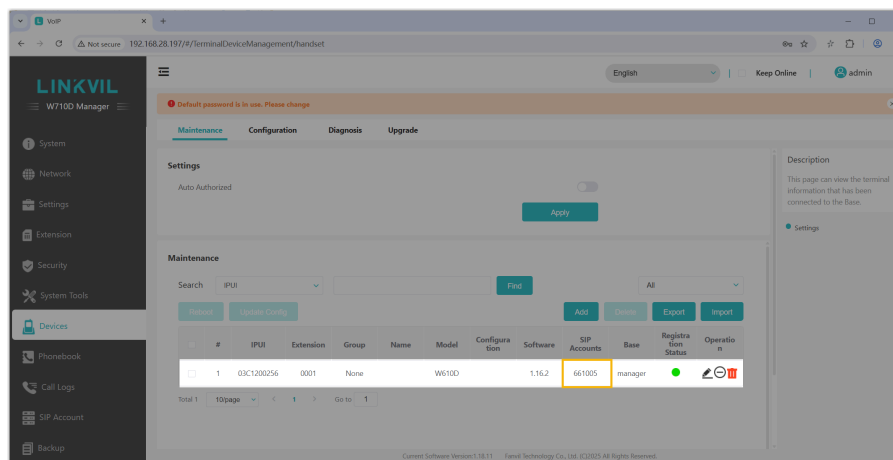 VoIP
Not secure 192.168.28.197/#/TerminalDeviceManagement/handset
LINKVIL
W710D Manager
English
Keep Online
admin
Default password is in use. Please change
Maintenance Configuration Diagnosis Upgrade
System
Network
Settings
Extension
Security
System Tools
Devices
Phonebook
Call Logs
SIP Account
Backup
Settings
Auto Authorized
Apply
Maintenance
Search IPUI Find All
Reboot Update Config Add Delete Export Import
# IPUI Extension Group Name Model Configura
tion Software SIP
Accounts Base Registra
tion
Status Operatio
n
1 03C1200256 0001 None W610D 1.16.2 661005 manager
Total 1 10/page 1 Go to 1
Description
This page can view the terminal
information that has been
connected to the Base.
Settings
Current Software Version:1.18.11 Fanvil Technology Co., Ltd. (C)2025 All Rights Reserved.